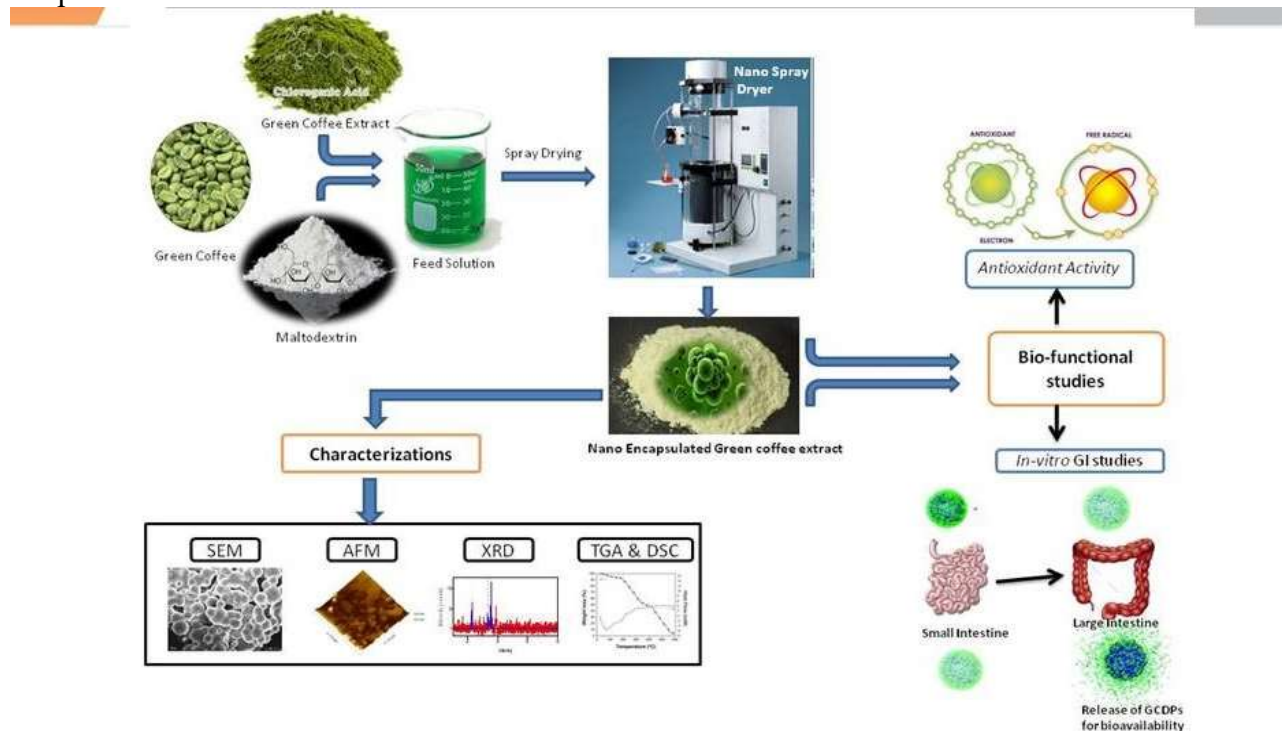 Chlorogenic Acid
Green Coffee Extract
Green Coffee
Maltodextrin
Feed Solution
Spray Drying
Nano Spray
Dryer
Nano Encapsulated Green coffee extract
Characterizations
SEM
AFM
XRD
TGA & DSC
Temperature (°C)
ANTIOXIDANT
FREE RADICAL
ELECTRON
Antioxidant Activity
Bio-functional
studies
In-vitro GI studies
Small Intestine
Large Intestine
Release of GCDPs
for bioavailability